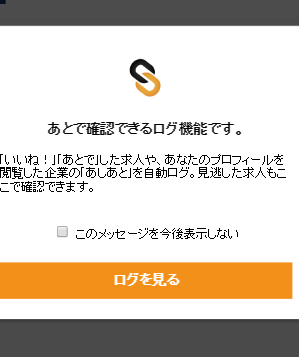 あとで確認できるログ機能です。
「いいね！」「あとで」した求人や、あなたのプロフィールを
閲覧した企業の「あしあと」を自動ログ。見逃した求人もこ
こで確認できます。
このメッセージを今後表示しない
ログを見る